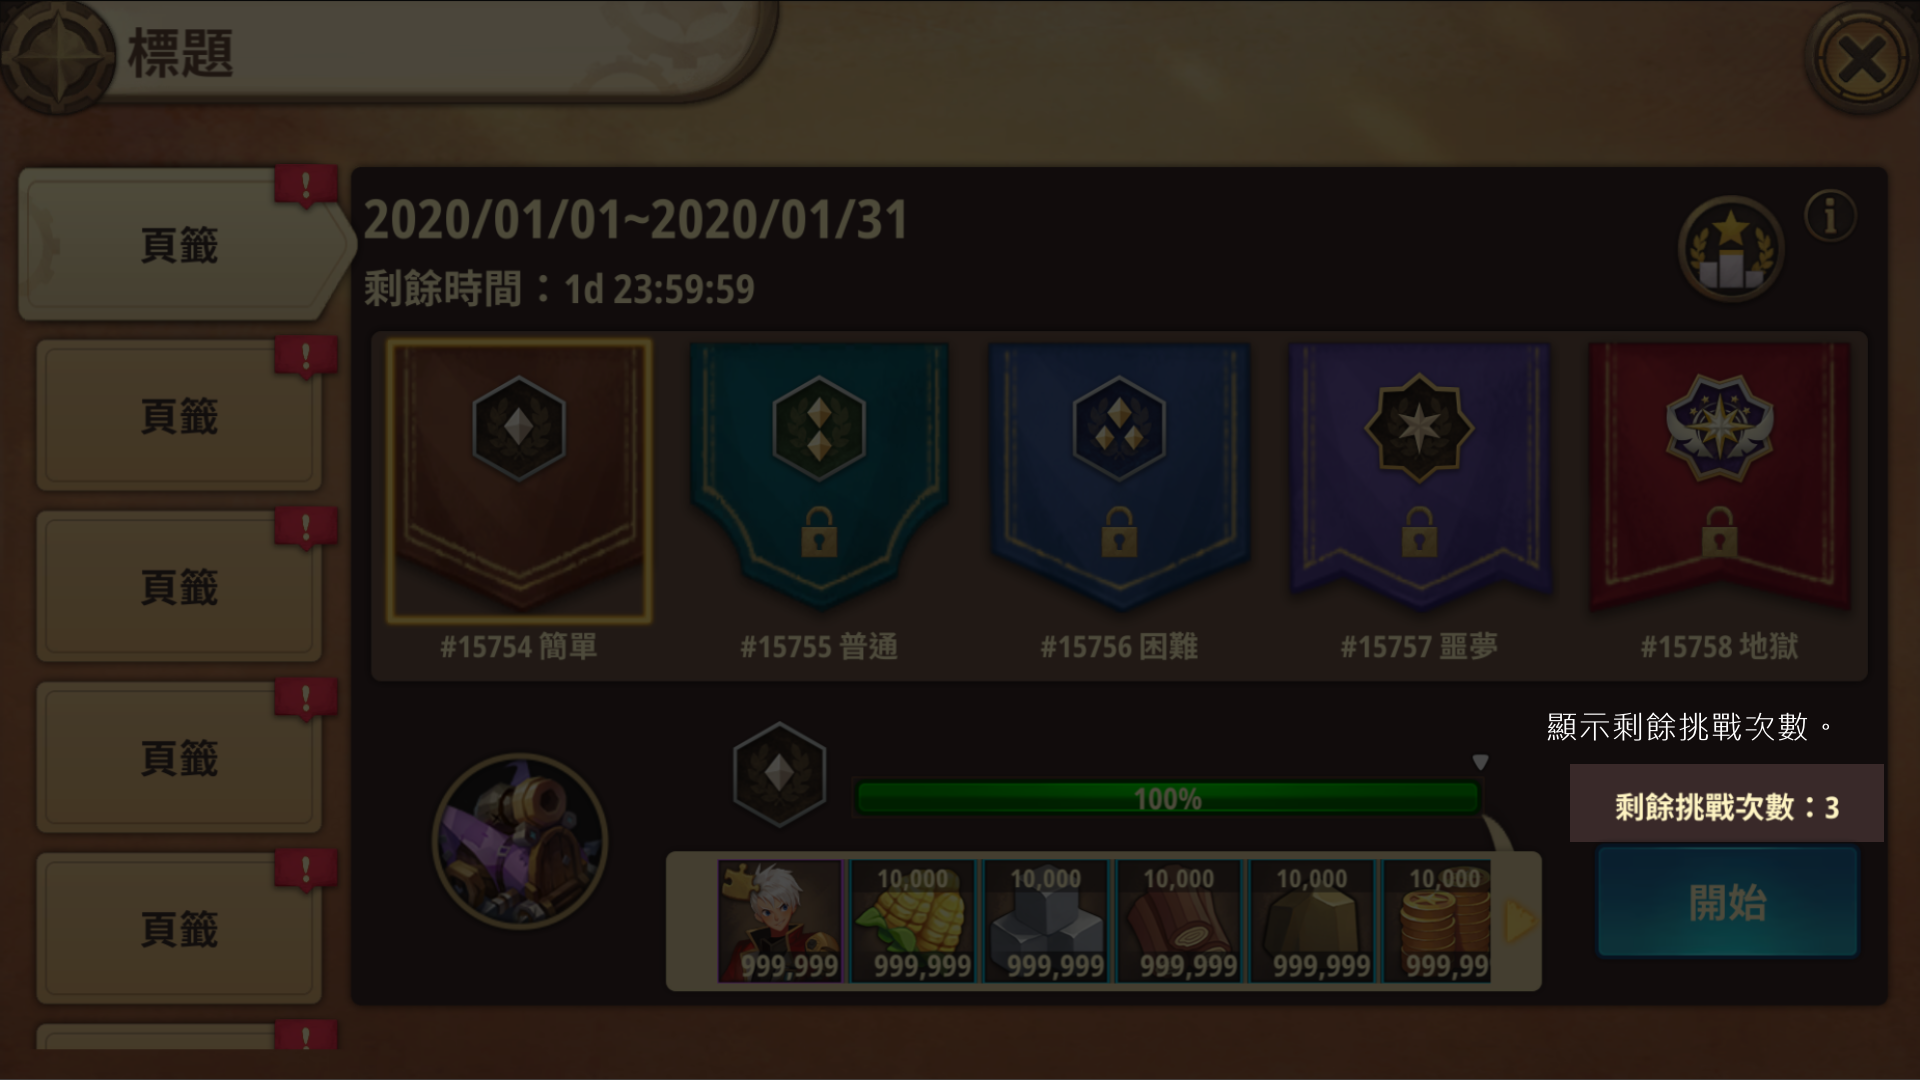 標題
頁籤
頁籤
頁籤
頁籤
頁籤
2020/01/01~2020/01/31
剩餘時間：1d 23:59:59
#15754 簡單
#15755 普通
#15756 困難
#15757 噩夢
#15758 地獄
顯示剩餘挑戰次數。
100%
剩餘挑戰次數：3
10,000
10,000
10,000
10,000
10,000
999,999
999,999
999,999
999,999
999,999
999,99
開始